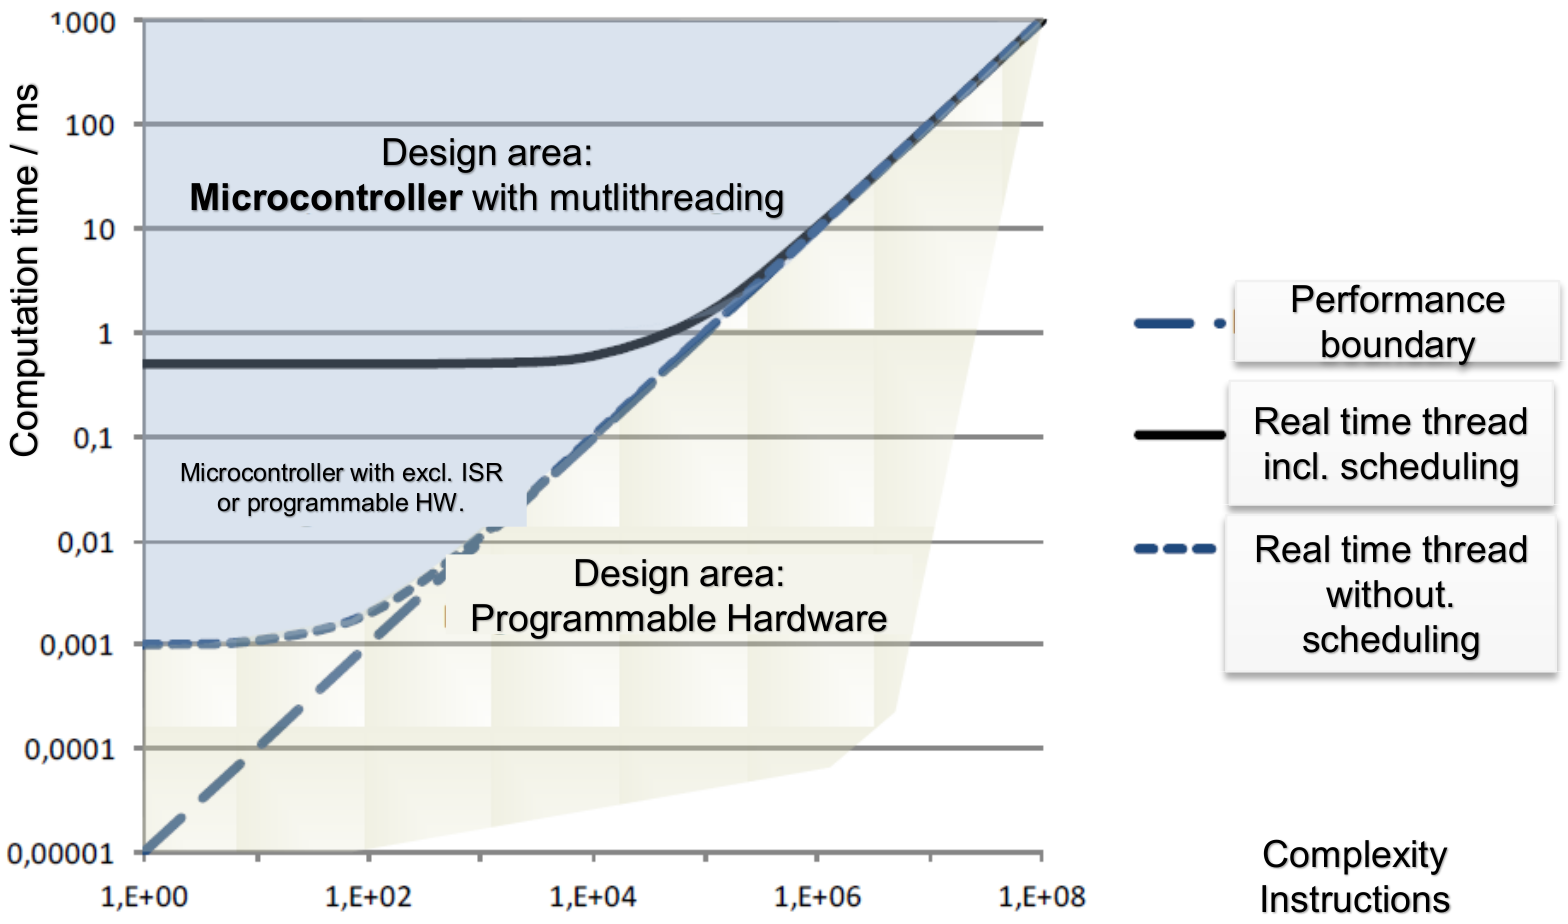 1000
100
10
1
0,1
0,01
0,001
0,0001
0,00001
Computation time / ms
Design area:
Microcontroller with mutlithreading
Microcontroller with excl. ISR
or programmable HW.
Design area:
Programmable Hardware
1,E+00
1,E+02
1,E+04
1,E+06
1,E+08
Performance
boundary
Real time thread
incl. scheduling
Real time thread
without.
scheduling
Complexity
Instructions